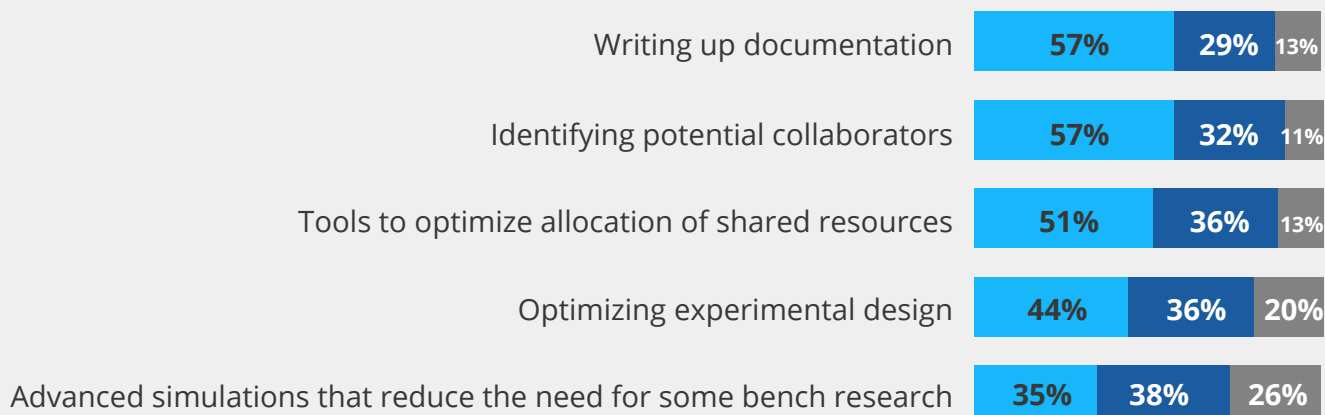 Writing up documentation 57% 29% 13%
Identifying potential collaborators 57% 32% 11%
Tools to optimize allocation of shared resources 51% 36% 13%
Optimizing experimental design 44% 36% 20%
Advanced simulations that reduce the need for some bench research 35% 38% 26%